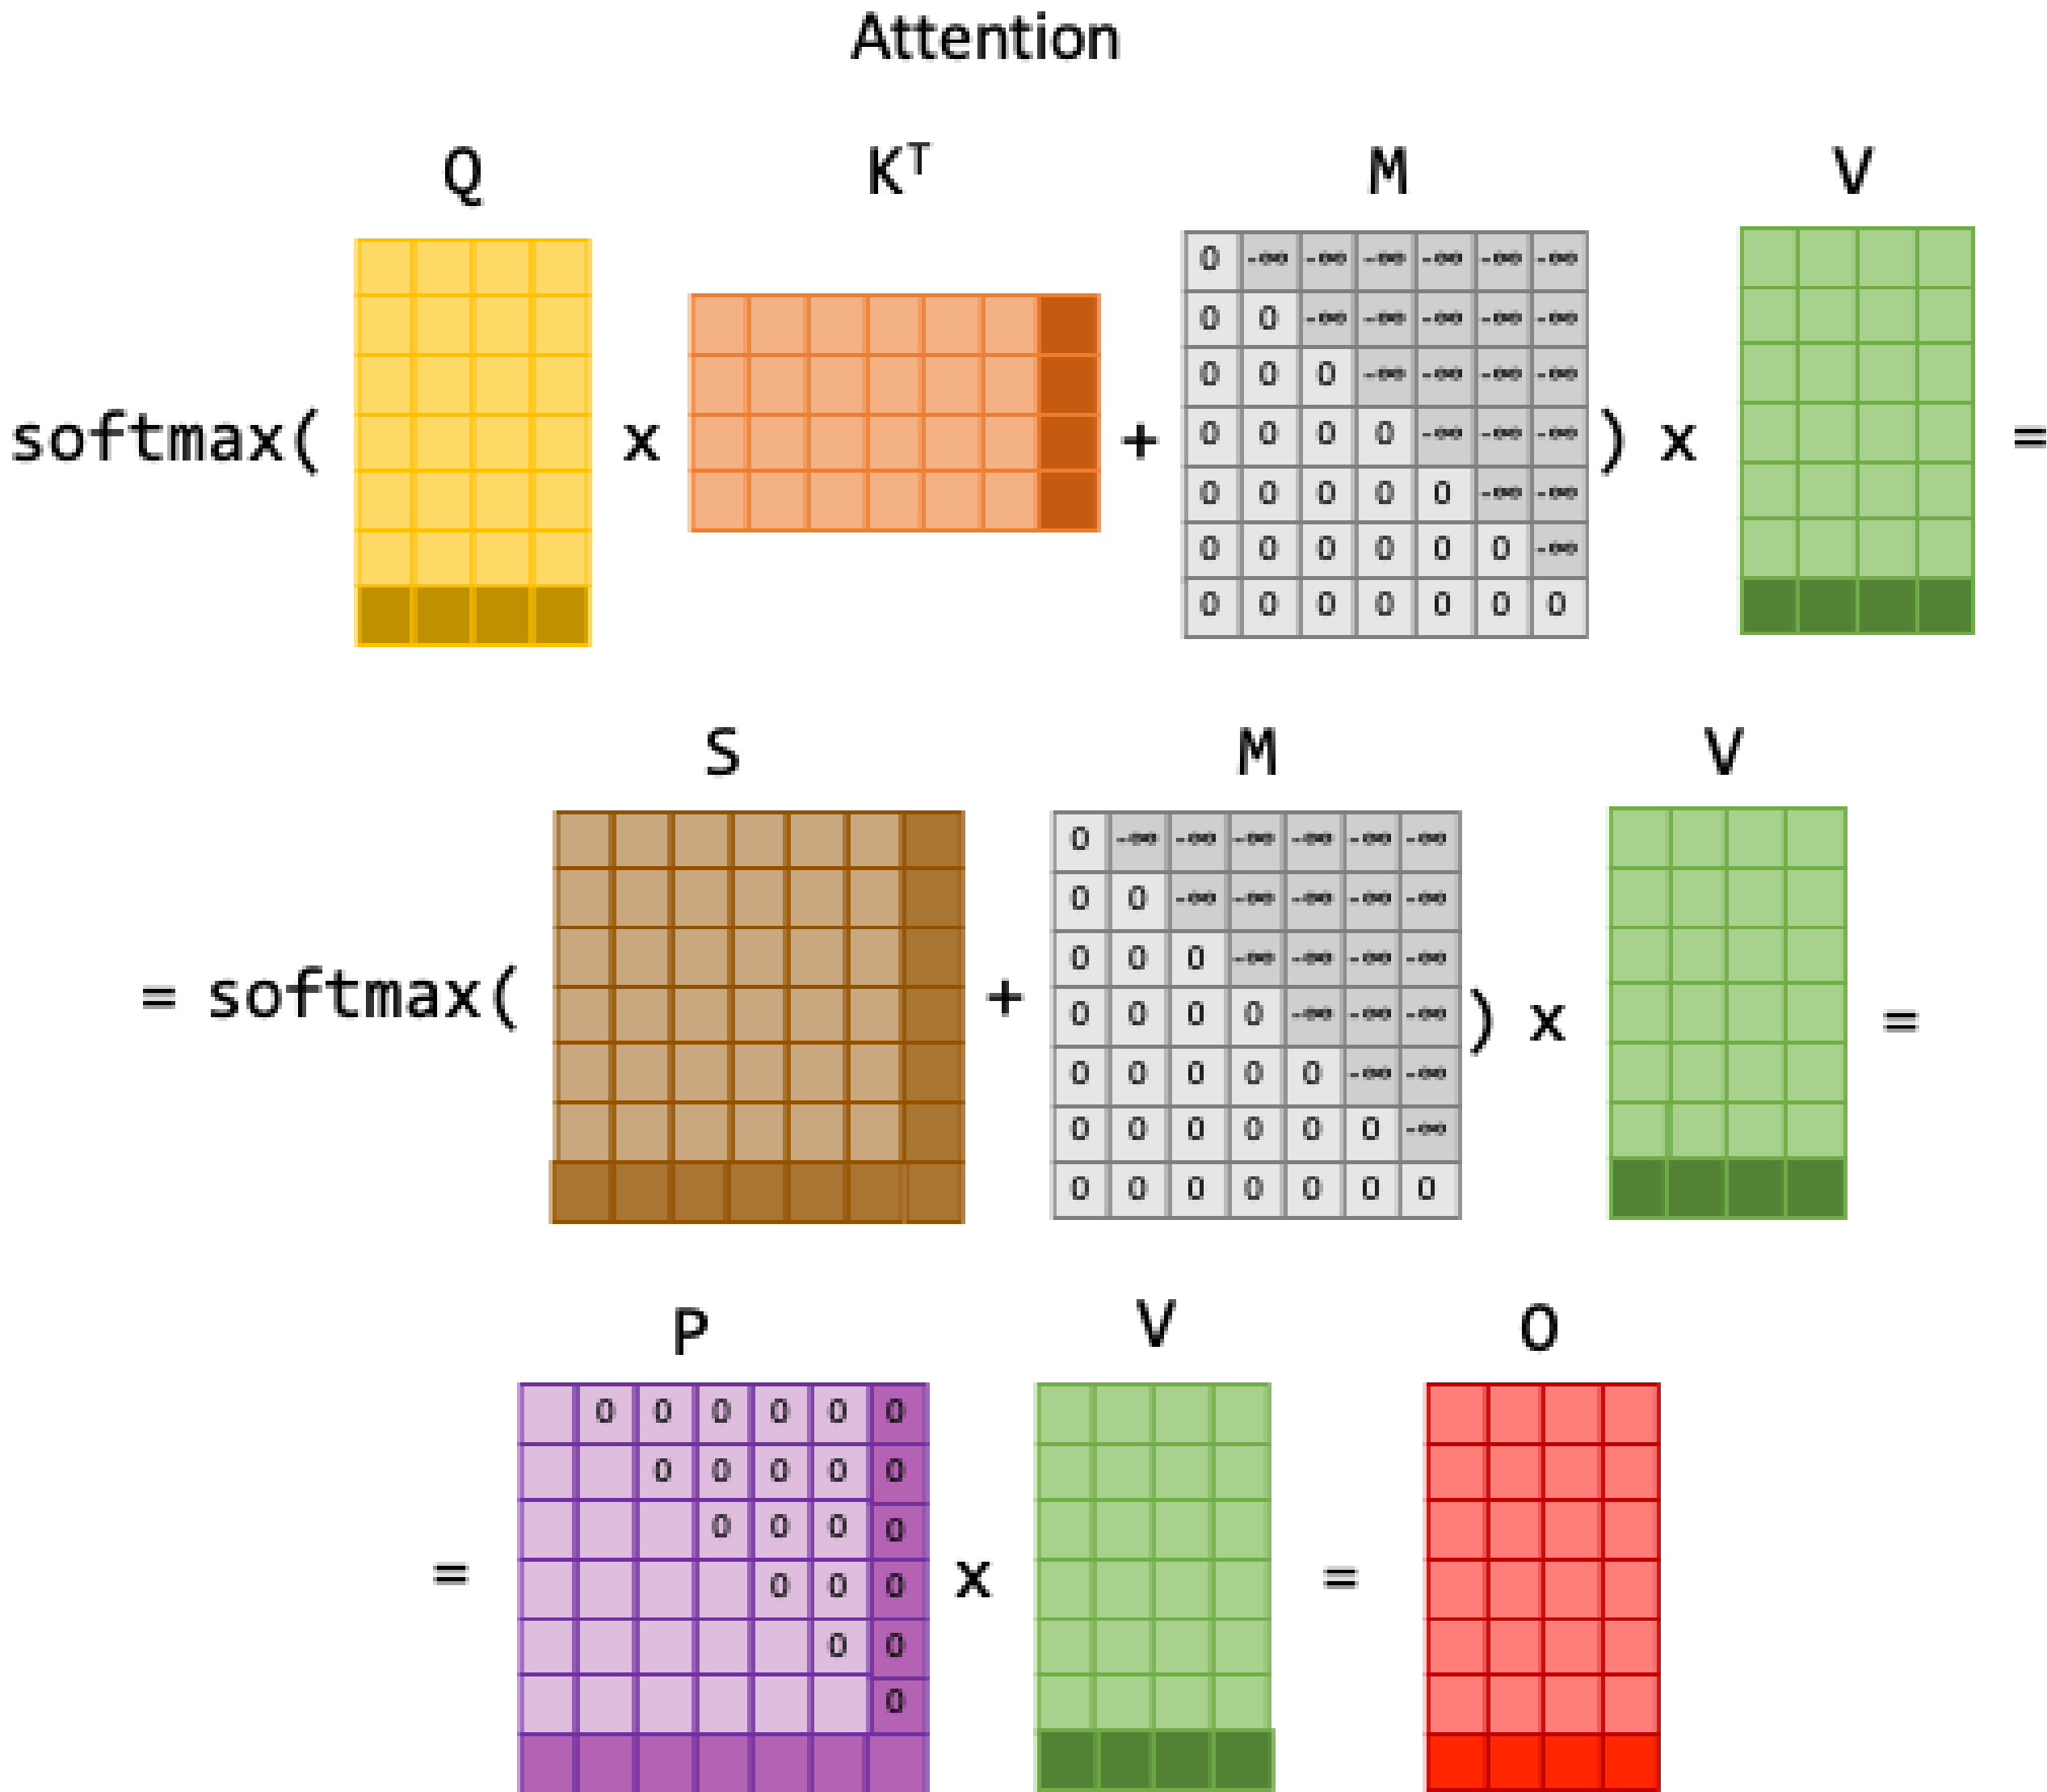 Attention
Q Kᵀ M V
0 -∞ -∞ -∞ -∞ -∞ -∞
0 0 -∞ -∞ -∞ -∞ -∞
0 0 0 -∞ -∞ -∞ -∞
softmax( x + 0 0 0 0 -∞ -∞ -∞ ) x =
0 0 0 0 0 -∞ -∞
0 0 0 0 0 0 -∞
0 0 0 0 0 0 0
S M V
0 -∞ -∞ -∞ -∞ -∞ -∞
0 0 -∞ -∞ -∞ -∞ -∞
0 0 0 -∞ -∞ -∞ -∞
= softmax( + 0 0 0 0 -∞ -∞ -∞ ) x =
0 0 0 0 0 -∞ -∞
0 0 0 0 0 0 -∞
0 0 0 0 0 0 0
P V O
0 0 0 0 0 0
0 0 0 0 0
0 0 0 0
= 0 0 0 x =
0 0
0